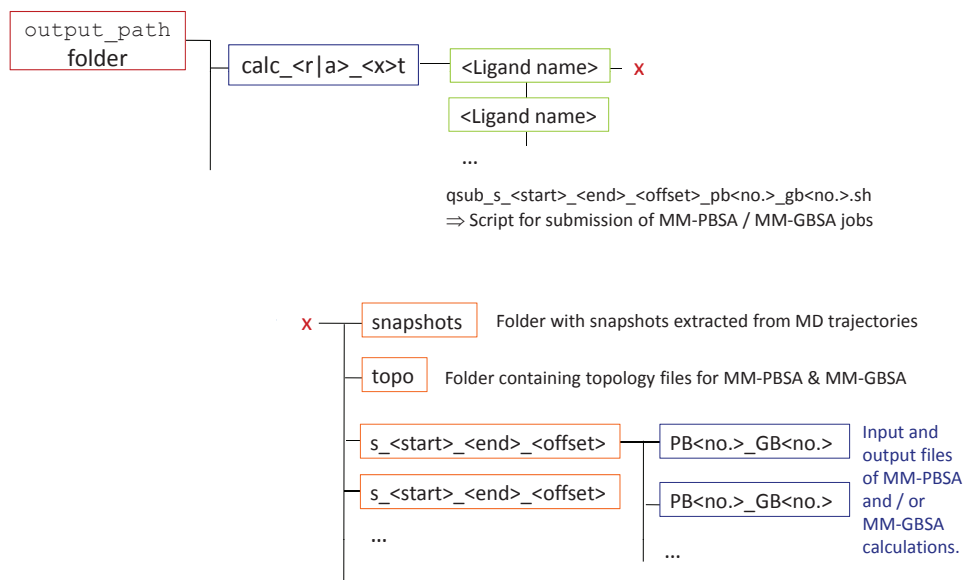 output_path
folder
calc_<r|a>_<x>t
<Ligand name>
x
<Ligand name>
...
qsub_s_<start>_<end>_<offset>_pb<no.>_gb<no.>.sh
⇒ Script for submission of MM-PBSA / MM-GBSA jobs
x
snapshots
Folder with snapshots extracted from MD trajectories
topo
Folder containing topology files for MM-PBSA & MM-GBSA
s_<start>_<end>_<offset>
PB<no.>_GB<no.>
s_<start>_<end>_<offset>
PB<no.>_GB<no.>
...
...
Input and
output files
of MM-PBSA
and / or
MM-GBSA
calculations.